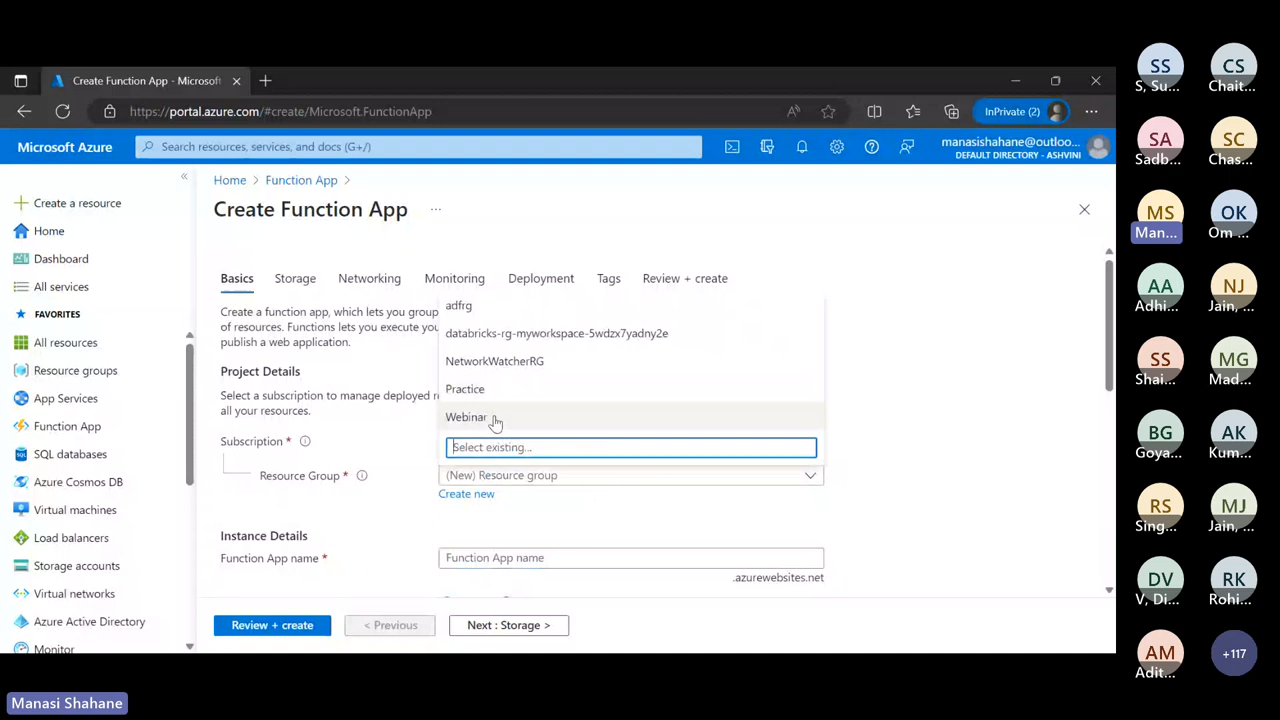 Create Function App - Microsoft
https://portal.azure.com/#create/Microsoft.FunctionApp
InPrivate (2)
Microsoft Azure
Search resources, services, and docs (G+/)
manasishahane@outloo...
DEFAULT DIRECTORY - ASHVINI
Create a resource
Home
Dashboard
All services
FAVORITES
All resources
Resource groups
App Services
Function App
SQL databases
Azure Cosmos DB
Virtual machines
Load balancers
Storage accounts
Virtual networks
Azure Active Directory
Monitor
Home > Function App >
Create Function App ...
Basics Storage Networking Monitoring Deployment Tags Review + create
Create a function app, which lets you group
of resources. Functions lets you execute you
publish a web application.
Project Details
Select a subscription to manage deployed re
all your resources.
Subscription *
adfrg
databricks-rg-myworkspace-5wdzx7yadny2e
NetworkWatcherRG
Practice
Webinar
Select existing...
Resource Group *
(New) Resource group
Create new
Instance Details
Function App name *
Function App name
.azurewebsites.net
Review + create
< Previous
Next : Storage >
SS
S, Su...
CS
Chait...
SA
Sadb...
SC
Chas...
MS
Man...
OK
Om ...
AA
Adhi...
NJ
Jain, ...
SS
Shai...
MG
Mad...
BG
Goya...
AK
Kum...
RS
Sing...
MJ
Jain, ...
DV
V, Di...
RK
Rohi...
AM
Adit...
+117
Manasi Shahane